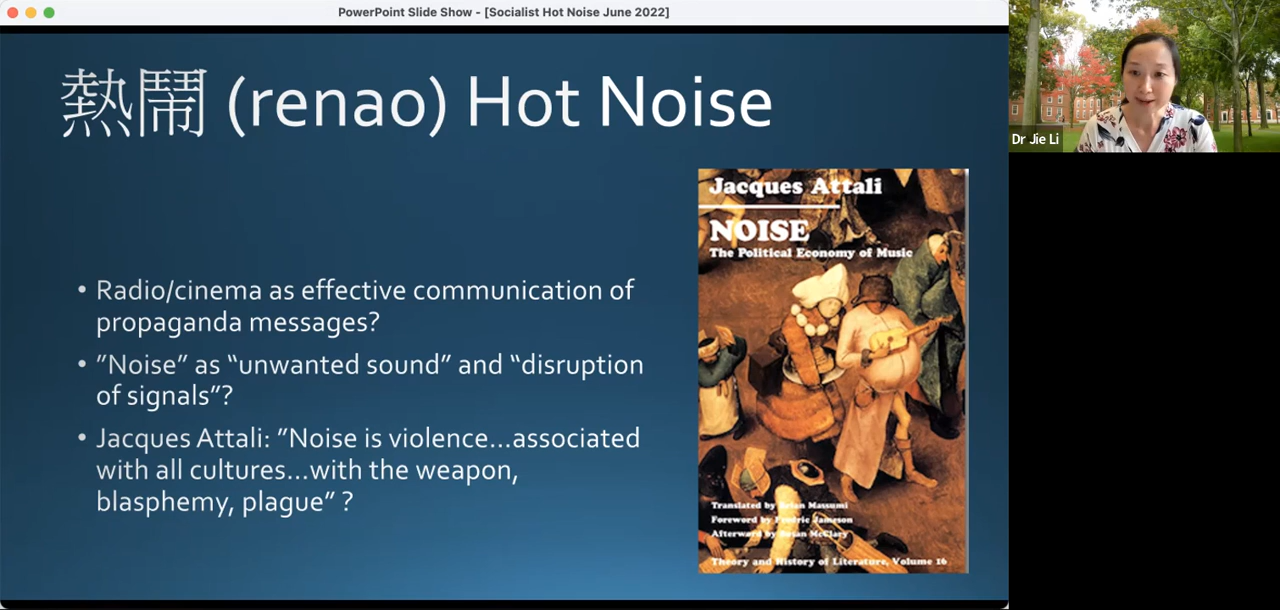 PowerPoint Slide Show - [Socialist Hot Noise June 2022]
熱鬧 (renao) Hot Noise
• Radio/cinema as effective communication of
propaganda messages?
• ”Noise” as “unwanted sound” and “disruption
of signals”?
• Jacques Attali: ”Noise is violence...associated
with all cultures...with the weapon,
blasphemy, plague” ?
Jacques Attali
NOISE
The Political Economy of Music
Translated by Brian Massumi
Foreword by Fredric Jameson
Afterword by Susan McClary
Theory and History of Literature, Volume 16
Dr Jie Li